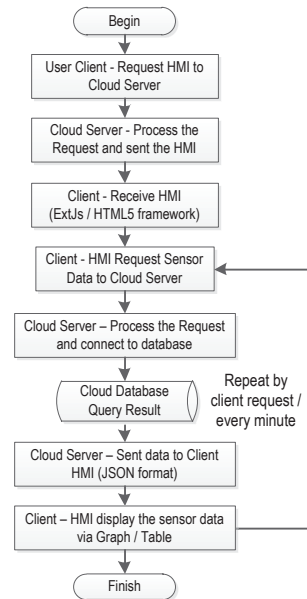 Begin
User Client - Request HMI to
Cloud Server
Cloud Server - Process the
Request and sent the HMI
Client - Receive HMI
(ExtJs / HTML5 framework)
Client - HMI Request Sensor
Data to Cloud Server
Cloud Server – Process the Request
and connect to database
Cloud Database
Query Result
Repeat by
client request /
every minute
Cloud Server – Sent data to Client
HMI (JSON format)
Client – HMI display the sensor data
via Graph / Table
Finish